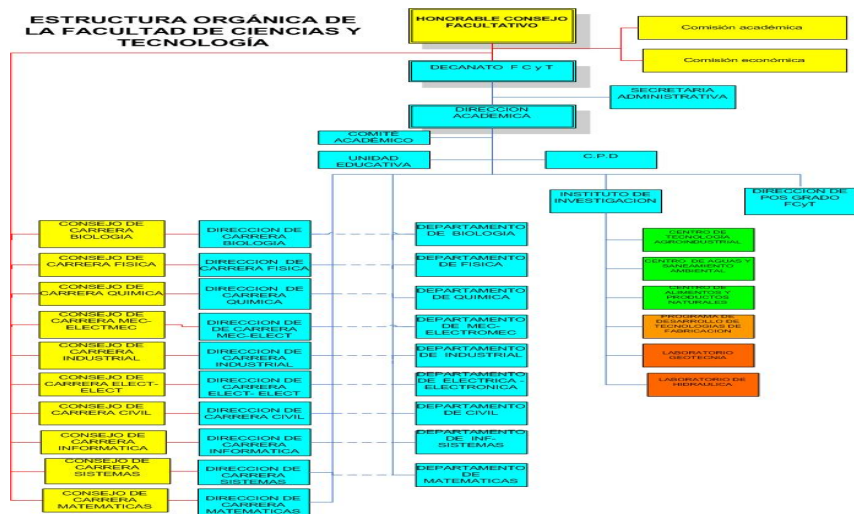 ESTRUCTURA ORGÁNICA DE
LA FACULTAD DE CIENCIAS Y
TECNOLOGÍA
HONORABLE CONSEJO
FACULTATIVO
Comisión académica
Comisión económica
DECANATO F C y T
SECRETARIA
ADMINISTRATIVA
DIRECCION
ACADEMICA
COMITÉ
ACADÉMICO
UNIDAD
EDUCATIVA
C.P.D
INSTITUTO DE
INVESTIGACION
DIRECCION DE
POS GRADO
FCyT
CONSEJO DE
CARRERA
BIOLOGIA
DIRECCION DE
CARRERA
BIOLOGIA
DEPARTAMENTO
DE BIOLOGIA
CENTRO DE
TECNOLOGIA
AGROINDUSTRIAL
CONSEJO DE
CARRERA FISICA
DIRECCION DE
CARRERA FISICA
DEPARTAMENTO
DE FISICA
CENTRO DE AGUAS Y
SANEAMIENTO
AMBIENTAL
CONSEJO DE
CARRERA QUIMICA
DIRECCION DE
CARRERA
QUIMICA
DEPARTAMENTO
DE QUIMICA
CENTRO DE
ALIMENTOS Y
PRODUCTOS
NATURALES
CONSEJO DE
CARRERA MEC-
ELECTMEC
DIRECCION DE
DE CARRERA
MEC-ELECT
DEPARTAMENTO
DE MEC-
ELECTROMEC
PROGRAMA DE
DESARROLLO DE
TECNOLOGIAS DE
FABRICACION
CONSEJO DE
CARRERA
INDUSTRIAL
DIRECCION DE
DE CARRERA
INDUSTRIAL
DEPARTAMENTO
DE INDUSTRIAL
LABORATORIO
GEOTECNIA
CONSEJO DE
CARRERA ELECT-
ELECT
DIRECCION DE
CARRERA
ELECT- ELECT
DEPARTAMENTO
DE ELECTRICA -
ELECTRONICA
LABORATORIO DE
HIDRAULICA
CONSEJO DE
CARRERA CIVIL
DIRECCION DE
CARRERA CIVIL
DEPARTAMENTO
DE CIVIL
CONSEJO DE
CARRERA
INFORMATICA
DIRECCION DE
CARRERA
INFORMATICA
DEPARTAMENTO
DE INF-
SISTEMAS
CONSEJO DE
CARRERA
SISTEMAS
DIRECCION DE
CARRERA
SISTEMAS
DEPARTAMENTO
DE
MATEMATICAS
CONSEJO DE
CARRERA
MATEMATICAS
DIRECCION DE
CARRERA
MATEMATICAS